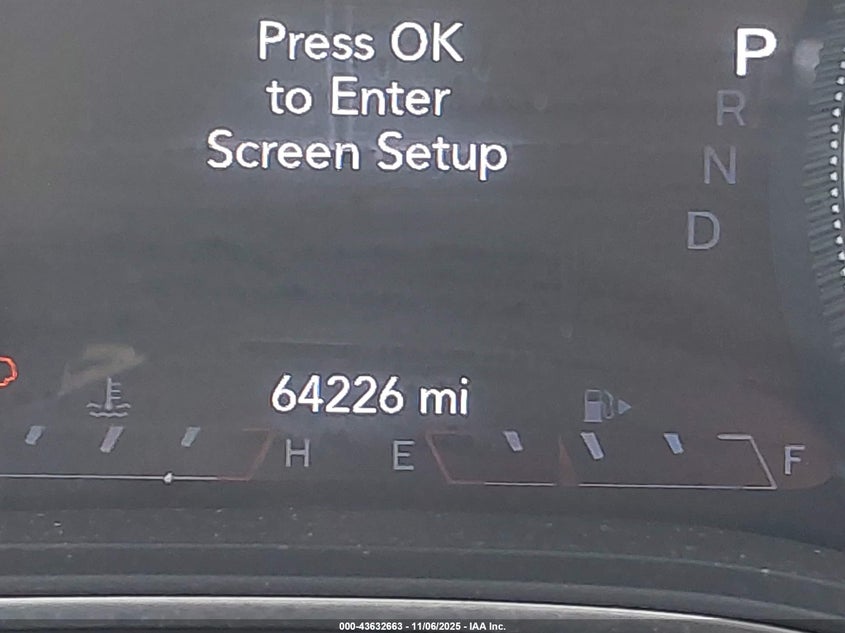 Press OK
to Enter
Screen Setup
P
R
N
D
64226 mi
H
E
F
000-43632663 - 11/06/2025 - IAA Inc.